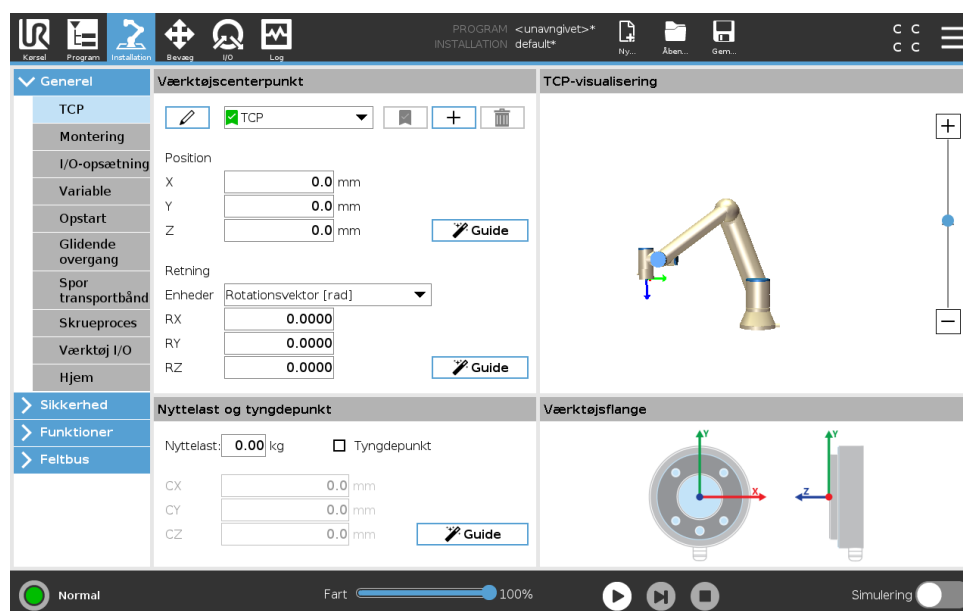 UR
PROGRAM <unavngivet>*
INSTALLATION default*
Kørsel Program Installation Bevæg I/O Log Ny... Åben... Gem...
C C
C C
Generel
TCP
Montering
I/O-opsætning
Variable
Opstart
Glidende
overgang
Spor
transportbånd
Skrueproces
Værktøj I/O
Hjem
Sikkerhed
Funktioner
Feltbus
Værktøjscenterpunkt
TCP
Position
X 0.0 mm
Y 0.0 mm
Z 0.0 mm Guide
Retning
Enheder Rotationsvektor [rad]
RX 0.0000
RY 0.0000
RZ 0.0000 Guide
Nyttelast og tyngdepunkt
Nyttelast: 0.00 kg Tyngdepunkt
CX 0.0 mm
CY 0.0 mm
CZ 0.0 mm Guide
TCP-visualisering
Værktøjsflange
Y Y
X Z
Normal Fart 100% Simulering